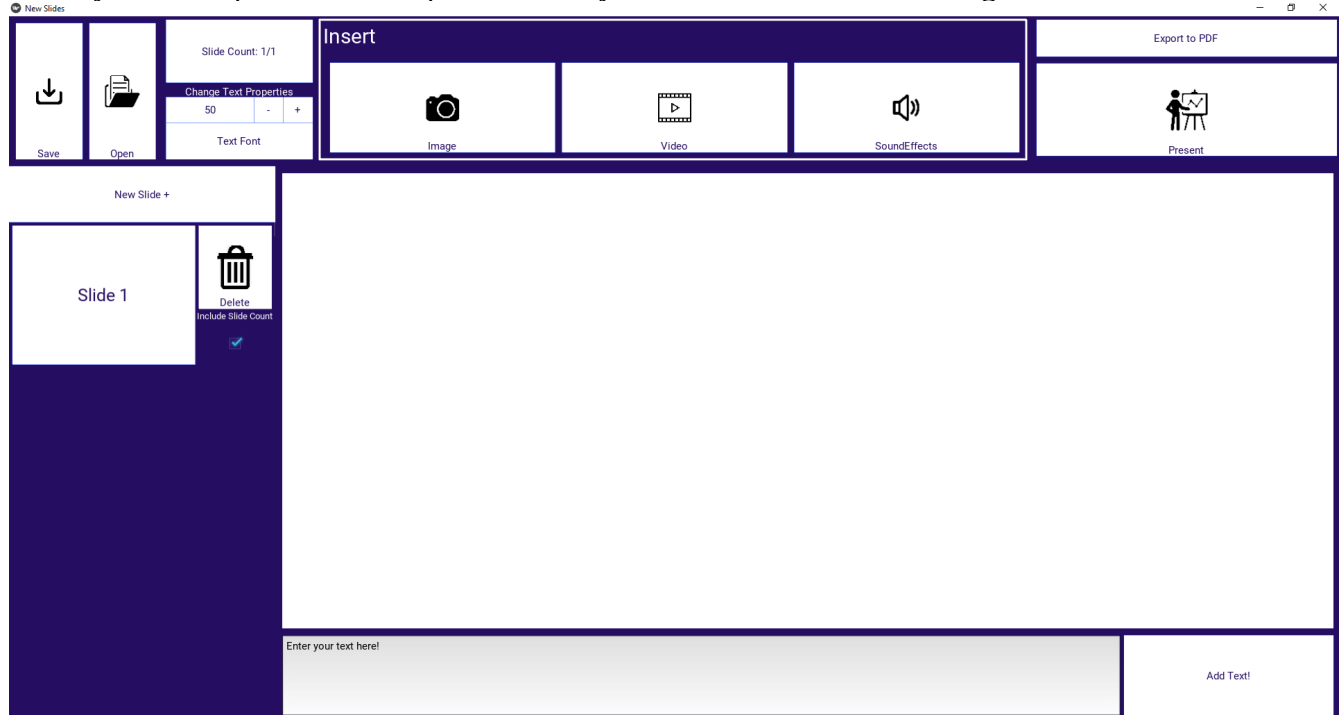 New Slides
Slide Count: 1/1
Change Text Properties
50 - +
Text Font
Save
Open
Insert
Image
Video
SoundEffects
Export to PDF
Present
New Slide +
Slide 1
Delete
Include Slide Count
Enter your text here!
Add Text!